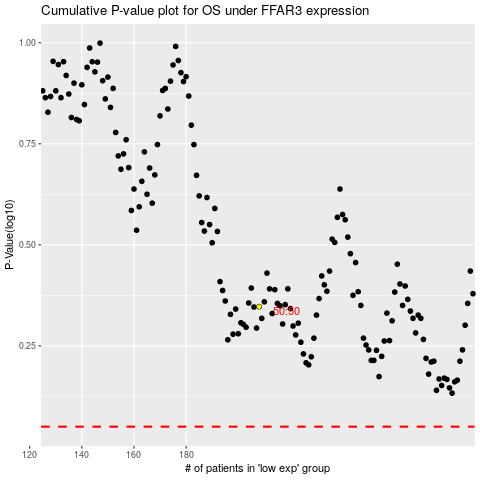 Cumulative P-value plot for OS under FFAR3 expression
P-Value(log10)
1.00
0.75
0.50
0.25
50:50
120 140 160 180
# of patients in 'low exp' group